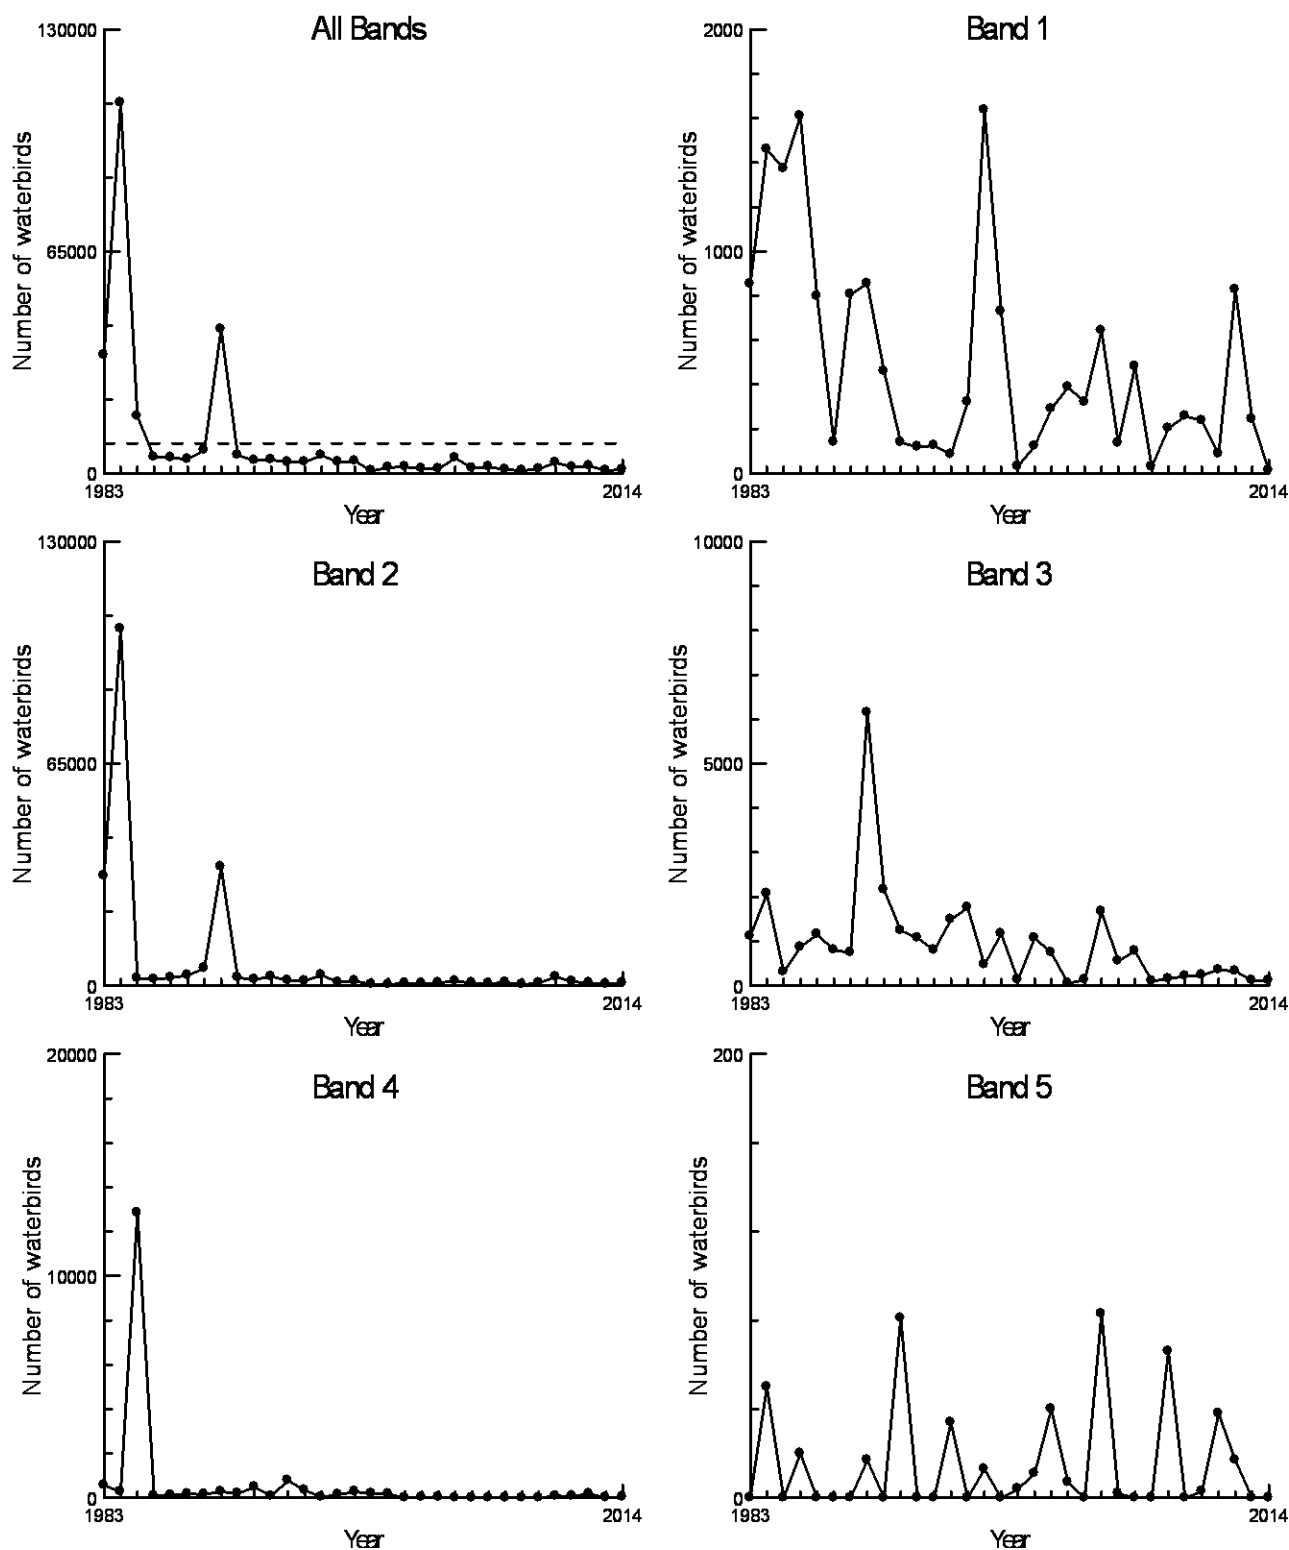 All Bands
130000
65000
0
Number of waterbirds
1983
2014
Year
Band 1
2000
1000
0
Number of waterbirds
1983
2014
Year
Band 2
130000
65000
0
Number of waterbirds
1983
2014
Year
Band 3
10000
5000
0
Number of waterbirds
1983
2014
Year
Band 4
20000
10000
0
Number of waterbirds
1983
2014
Year
Band 5
200
100
0
Number of waterbirds
1983
2014
Year